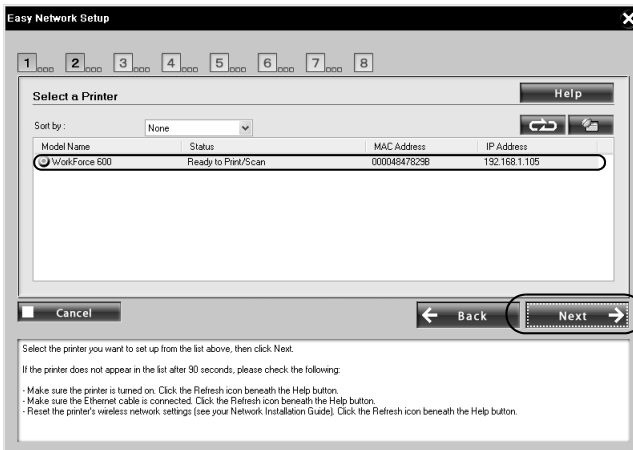 Easy Network Setup
1 2 3 4 5 6 7 8
Select a Printer
Help
Sort by :
None
Model Name Status MAC Address IP Address
WorkForce 600 Ready to Print/Scan 00004847829B 192.168.1.105
Cancel
Back
Next
Select the printer you want to set up from the list above, then click Next.
If the printer does not appear in the list after 90 seconds, please check the following:
- Make sure the printer is turned on. Click the Refresh icon beneath the Help button.
- Make sure the Ethernet cable is connected. Click the Refresh icon beneath the Help button.
- Reset the printer's wireless network settings (see your Network Installation Guide). Click the Refresh icon beneath the Help button.